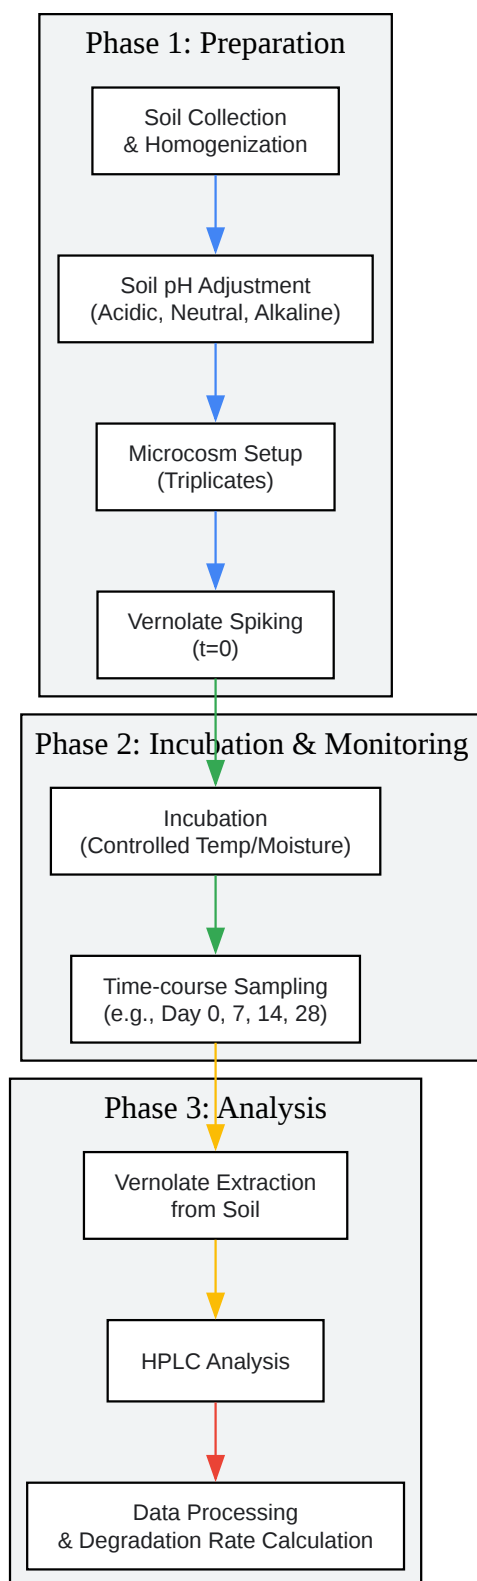 Phase 1: Preparation
Soil Collection
& Homogenization
Soil pH Adjustment
(Acidic, Neutral, Alkaline)
Microcosm Setup
(Triplicates)
Vernolate Spiking
(t=0)
Phase 2: Incubation & Monitoring
Incubation
(Controlled Temp/Moisture)
Time-course Sampling
(e.g., Day 0, 7, 14, 28)
Phase 3: Analysis
Vernolate Extraction
from Soil
HPLC Analysis
Data Processing
& Degradation Rate Calculation